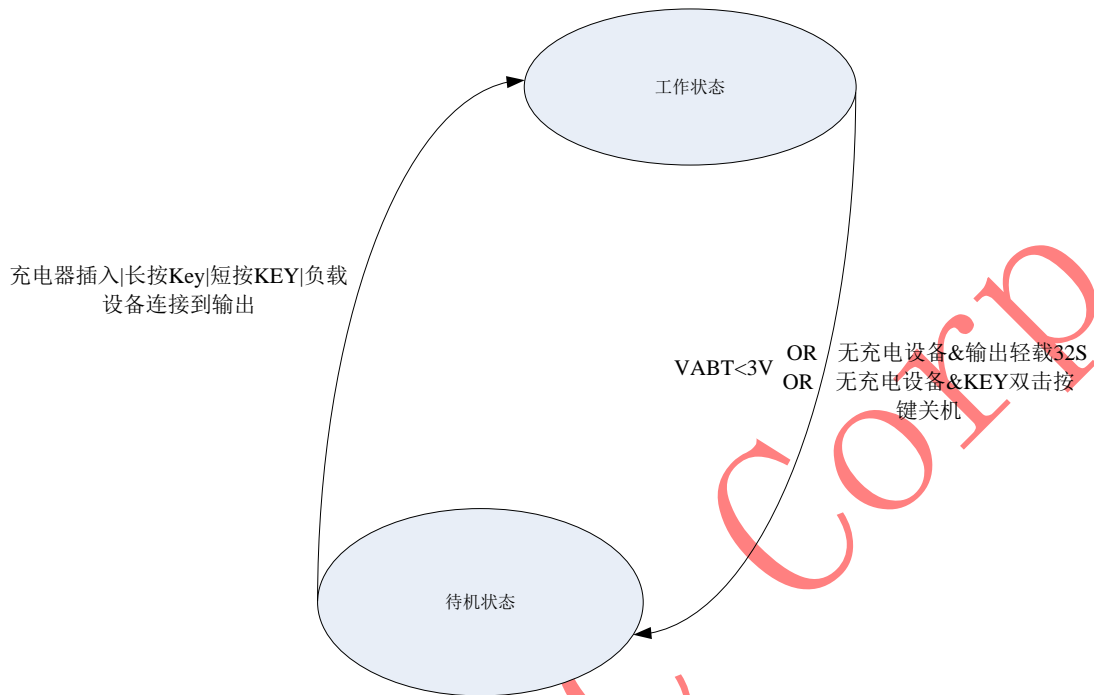 工作状态
充电器插入|长按Key|短按KEY|负载
设备连接到输出
VABT<3V OR 无充电设备&输出轻载32S
OR 无充电设备&KEY双击按
键关机
待机状态
Corp